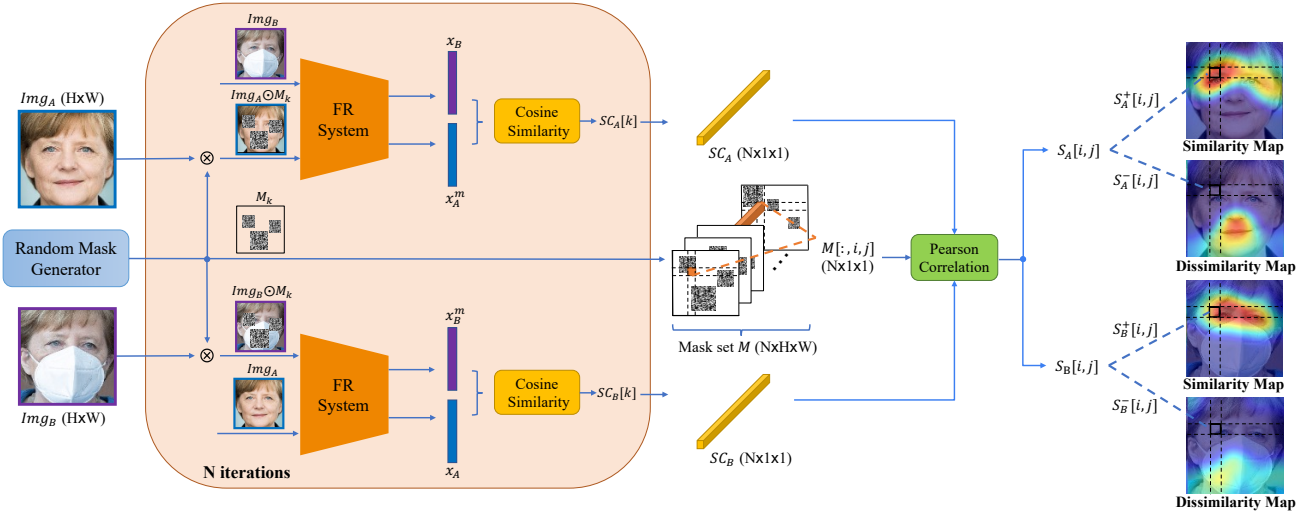 Img_A (HxW)
Random Mask
Generator
Img_B (HxW)
Img_B
Img_A⊙M_k
⊗
FR
System
x_B
x_A^m
Cosine
Similarity
SC_A[k]
M_k
Img_B⊙M_k
⊗
Img_A
FR
System
x_B^m
x_A
Cosine
Similarity
SC_B[k]
N iterations
SC_A (Nx1x1)
M[:, i, j]
(Nx1x1)
Mask set M (NxHxW)
SC_B (Nx1x1)
Pearson
Correlation
S_A[i, j]
S_A^+[i, j]
Similarity Map
S_A^-[i, j]
Dissimilarity Map
S_B[i, j]
S_B^+[i, j]
Similarity Map
S_B^-[i, j]
Dissimilarity Map